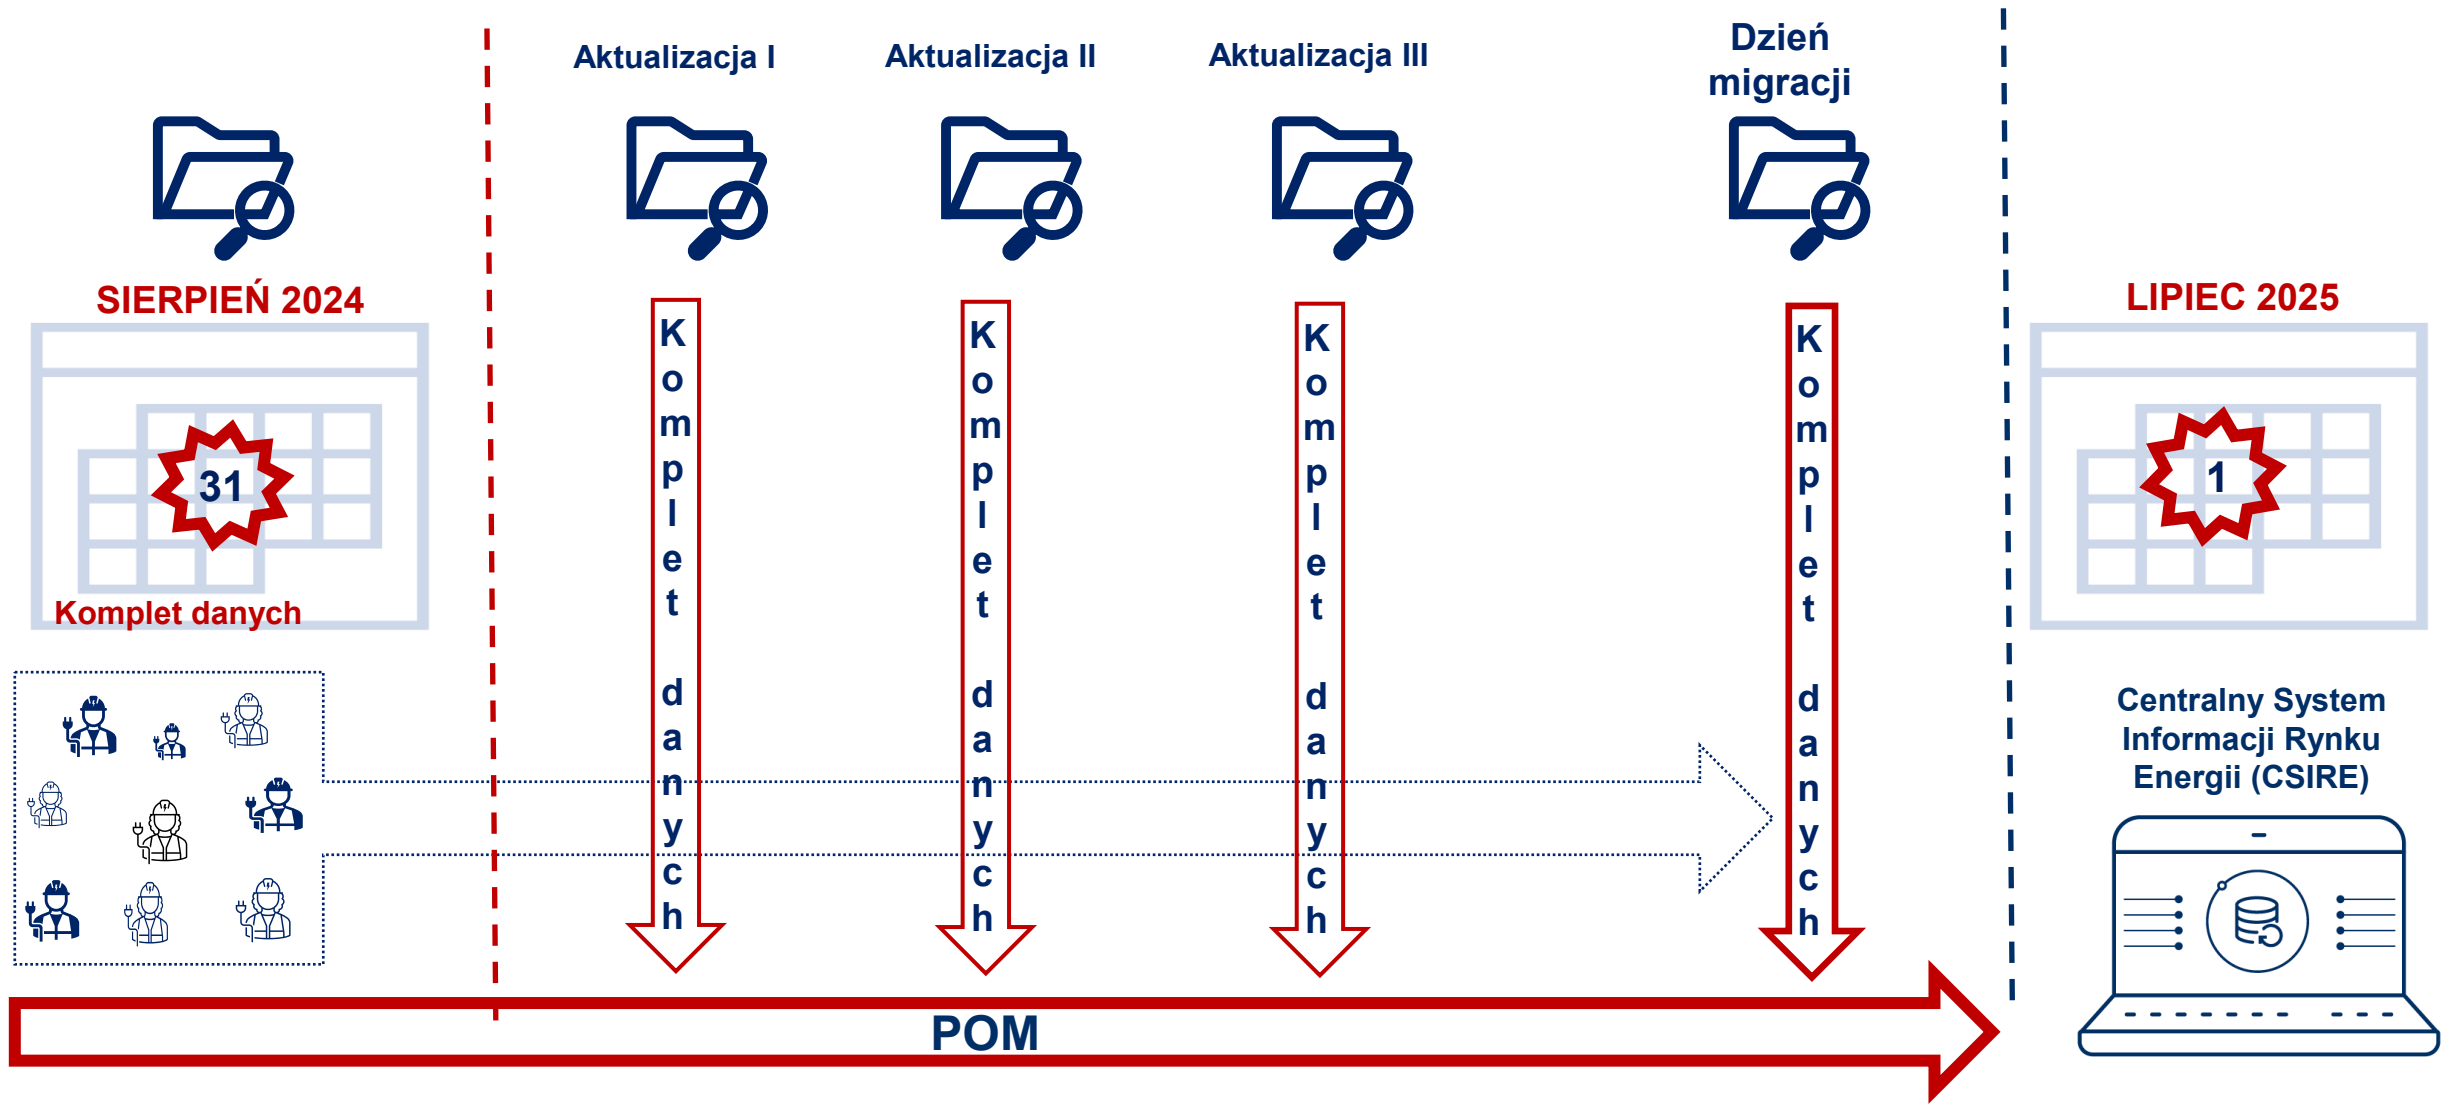 Aktualizacja I
Aktualizacja II
Aktualizacja III
Dzień
migracji
SIERPIEŃ 2024
31
Komplet danych
Komplet danych
Komplet danych
Komplet danych
Komplet danych
LIPIEC 2025
1
Centralny System
Informacji Rynku
Energii (CSIRE)
POM